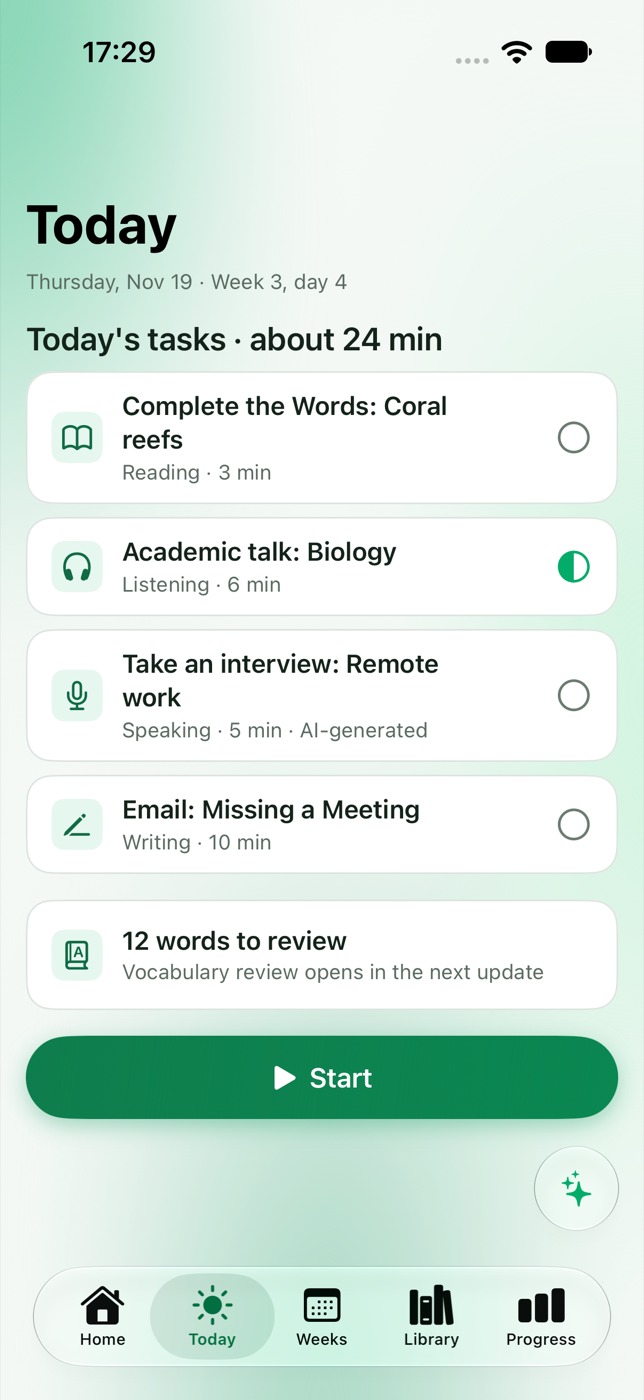 17:29
Today
Thursday, Nov 19 · Week 3, day 4
Today's tasks · about 24 min
Complete the Words: Coral
reefs
Reading · 3 min
Academic talk: Biology
Listening · 6 min
Take an interview: Remote
work
Speaking · 5 min · AI-generated
Email: Missing a Meeting
Writing · 10 min
A
12 words to review
Vocabulary review opens in the next update
Start
Home
Today
Weeks
Library
Progress